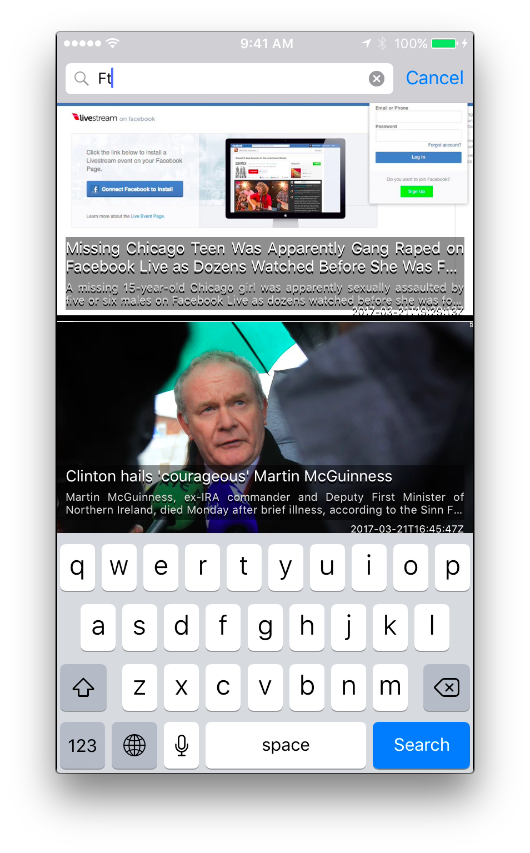 9:41 AM
100%
Ft
Cancel
livestream on facebook
Email or Phone
Password
Forgot account?
Log In
Do you want to join Facebook?
Sign Up
Click the link below to install a
Livestream event on your Facebook
Page.
Connect Facebook to Install
Learn more about the Live Event Page.
Missing Chicago Teen Was Apparently Gang Raped on
Facebook Live as Dozens Watched Before She Was F...
A missing 15-year-old Chicago girl was apparently sexually assaulted by
five or six males on Facebook Live as dozens watched before she was fo...
Clinton hails 'courageous' Martin McGuinness
Martin McGuinness, ex-IRA commander and Deputy First Minister of
Northern Ireland, died Monday after brief illness, according to the Sinn F...
2017-03-21T16:45:47Z
q w e r t y u i o p
a s d f g h j k l
z x c v b n m
123
space
Search